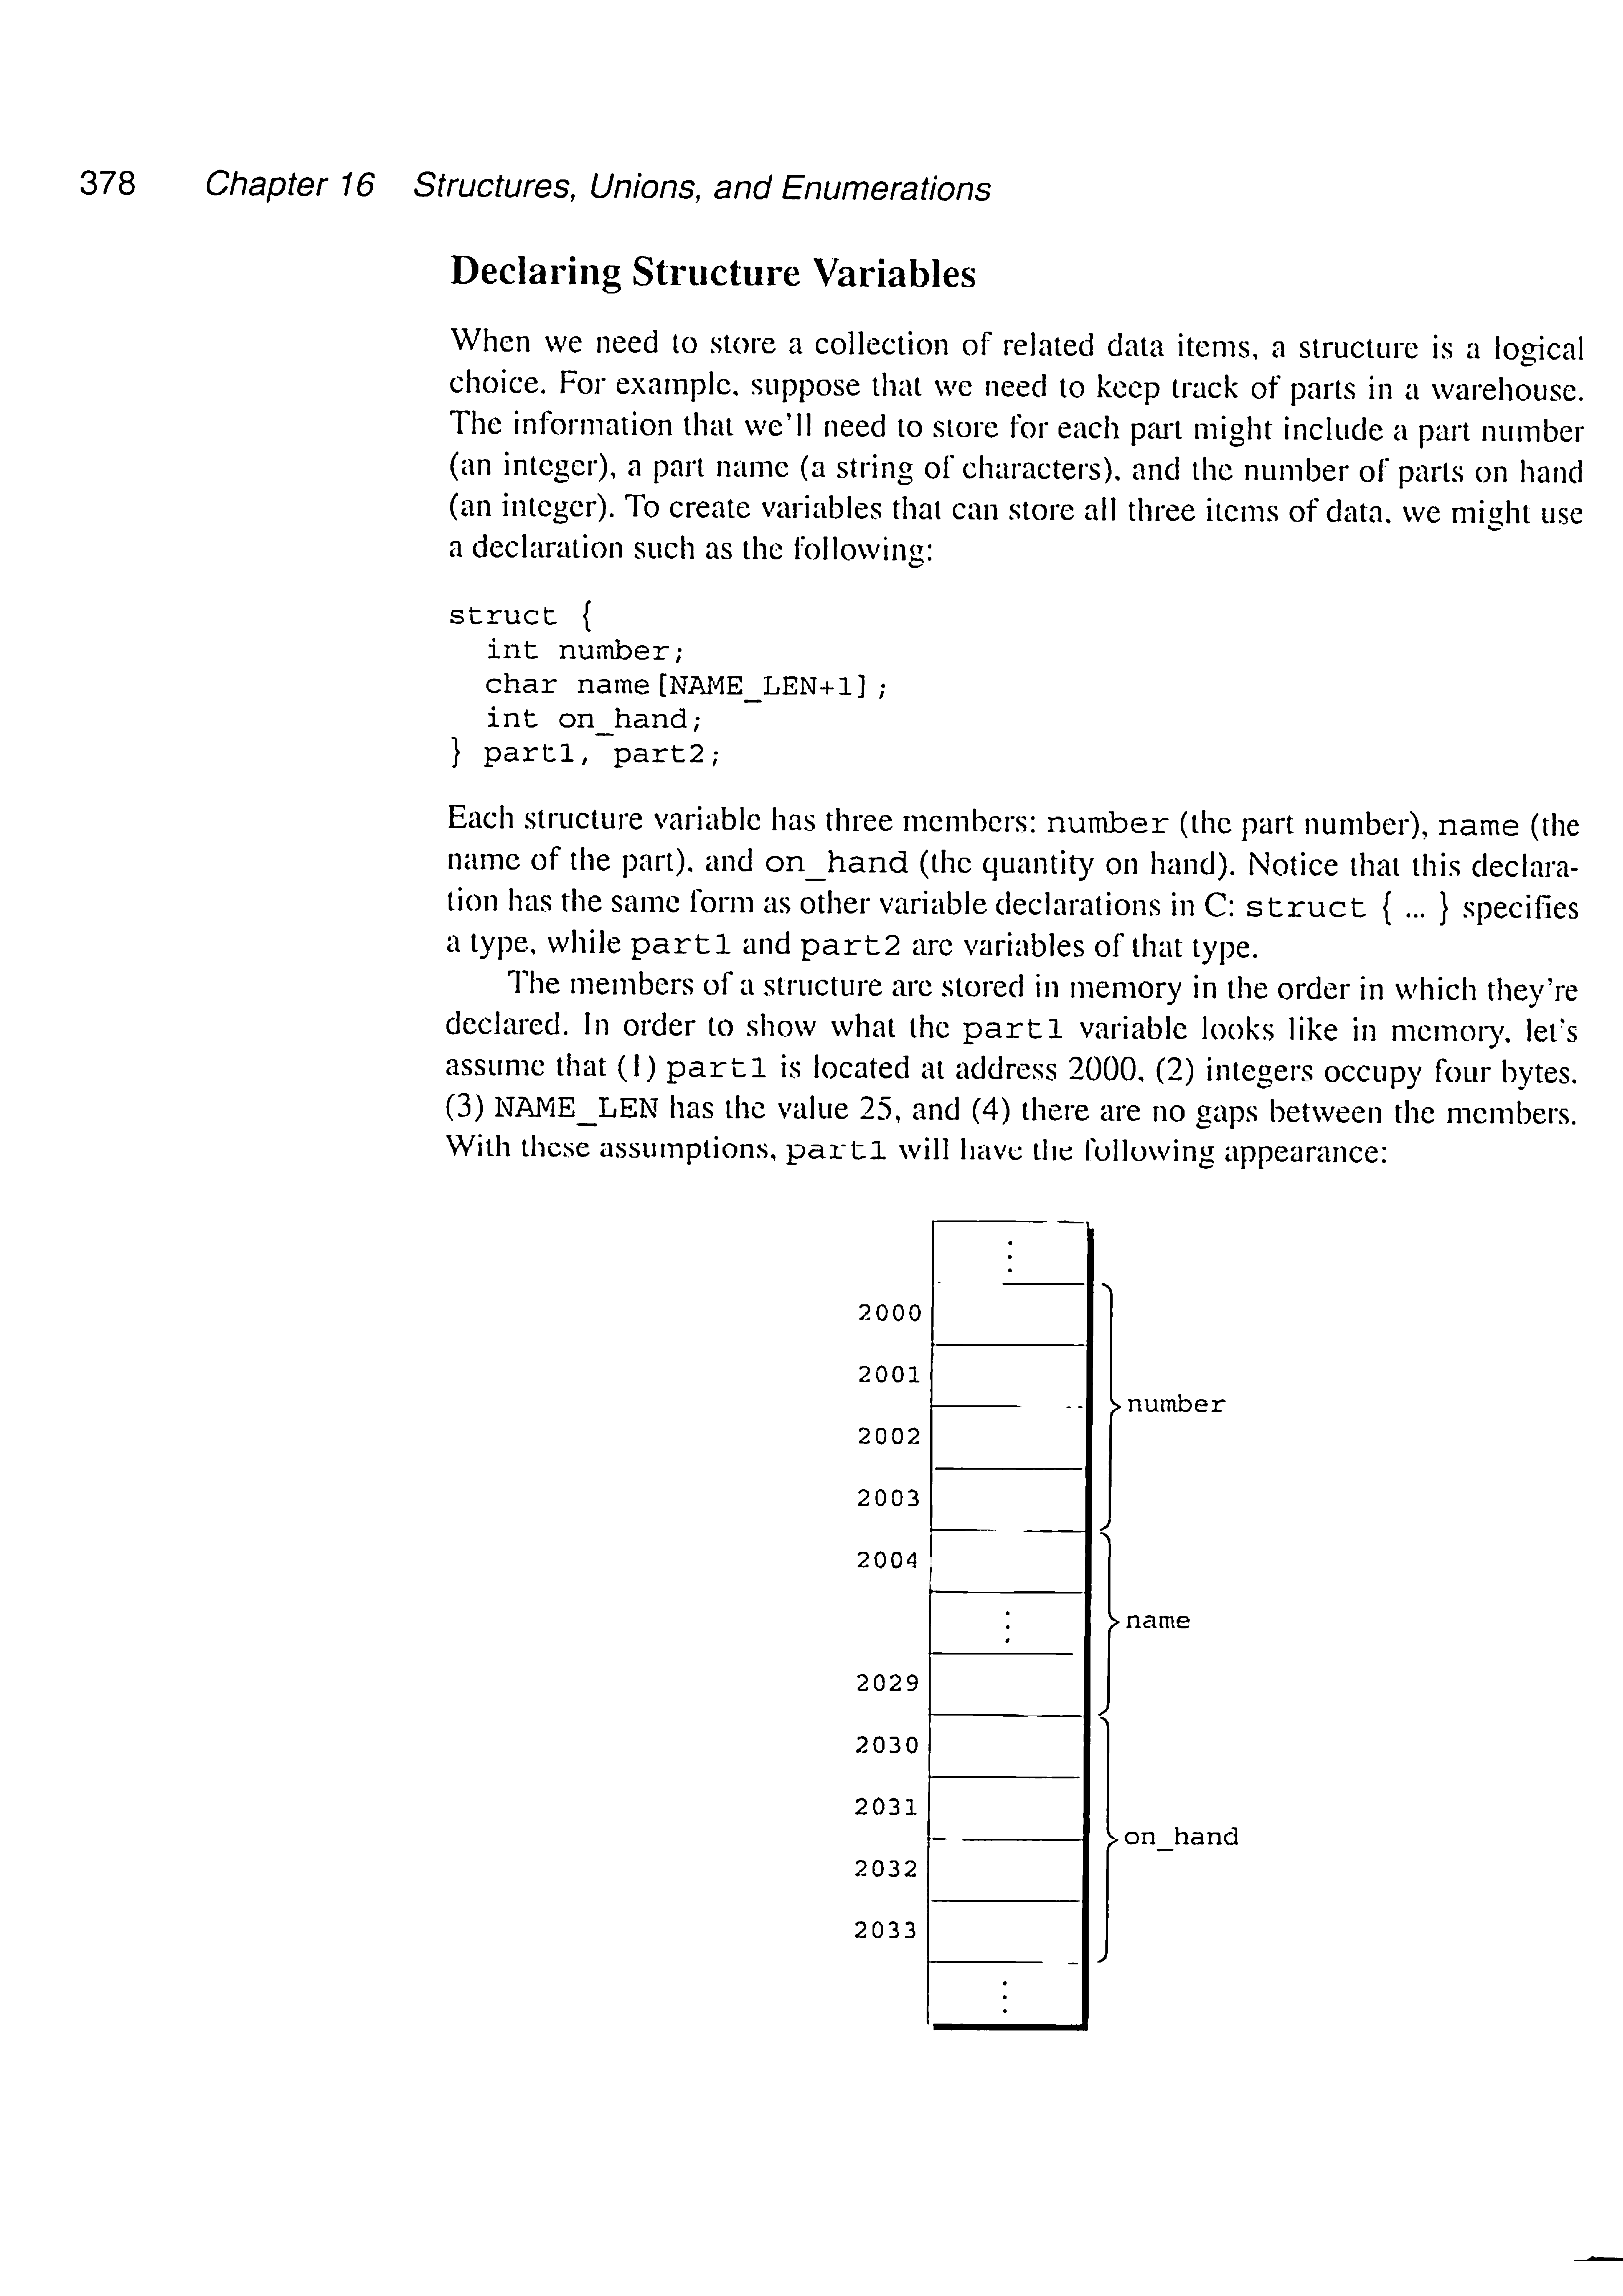 378 Chapter 16 Structures, Unions, and Enumerations
Declaring Structure Variables
When we need to store a collection of related data items, a structure is a logical
choice. For example, suppose that we need to keep track of parts in a warehouse.
The information that we'll need to store for each part might include a part number
(an integer), a part name (a string of characters), and the number of parts on hand
(an integer). To create variables that can store all three items of data, we might use
a declaration such as the following:
struct {
  int number;
  char name[NAME_LEN+1];
  int on_hand;
} part1, part2;
Each structure variable has three members: number (the part number), name (the
name of the part), and on_hand (the quantity on hand). Notice that this declara-
tion has the same form as other variable declarations in C: struct { ... } specifies
a type, while part1 and part2 are variables of that type.
The members of a structure are stored in memory in the order in which they're
declared. In order to show what the part1 variable looks like in memory, let's
assume that (1) part1 is located at address 2000, (2) integers occupy four bytes,
(3) NAME_LEN has the value 25, and (4) there are no gaps between the members.
With these assumptions, part1 will have the following appearance:
2000
2001
number
2002
2003
2004
name
2029
2030
2031
on_hand
2032
2033